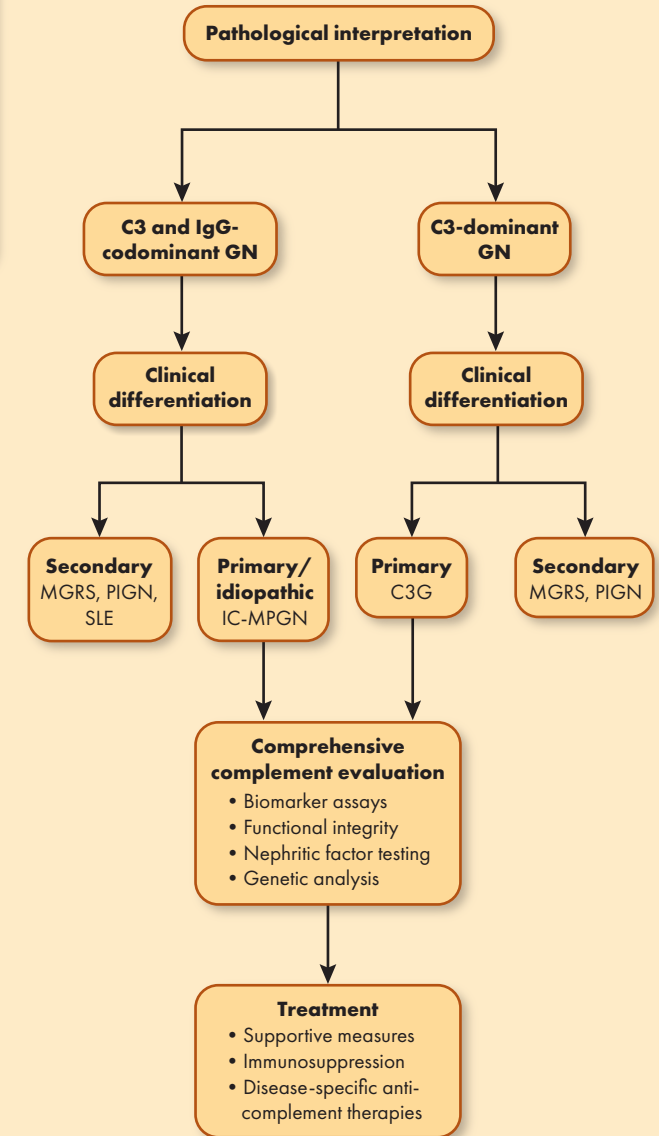 Pathological interpretation
C3 and IgG-
codominant GN
C3-dominant
GN
Clinical
differentiation
Clinical
differentiation
Secondary
MGRS, PIGN,
SLE
Primary/
idiopathic
IC-MPGN
Primary
C3G
Secondary
MGRS, PIGN
Comprehensive
complement evaluation
• Biomarker assays
• Functional integrity
• Nephritic factor testing
• Genetic analysis
Treatment
• Supportive measures
• Immunosuppression
• Disease-specific anti-
complement therapies